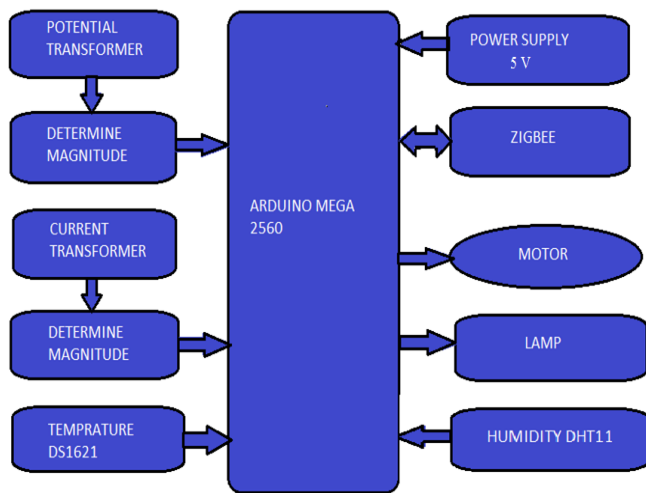 POTENTIAL
TRANSFORMER
DETERMINE
MAGNITUDE
CURRENT
TRANSFORMER
DETERMINE
MAGNITUDE
TEMPRATURE
DS1621
ARDUINO MEGA
2560
POWER SUPPLY
5 V
ZIGBEE
MOTOR
LAMP
HUMIDITY DHT11